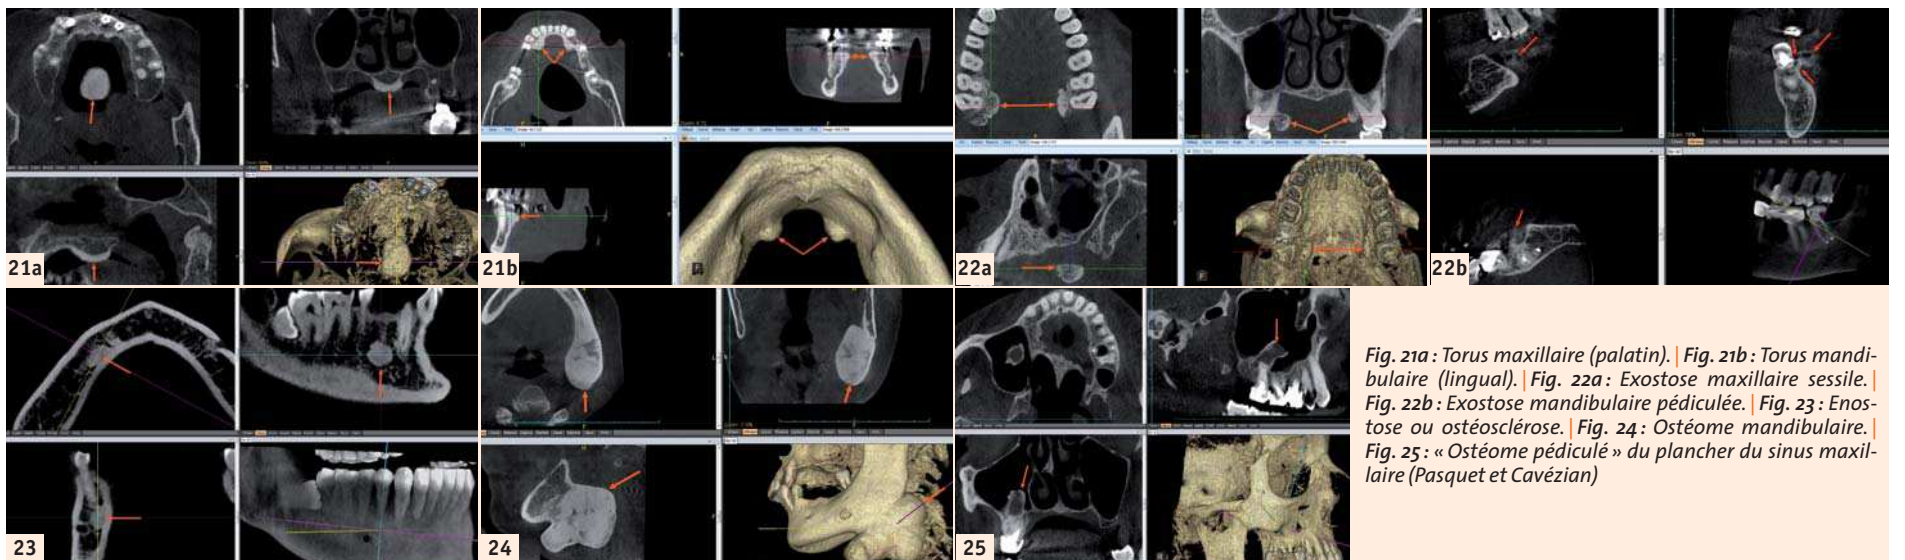 21a
21b
22a
22b
23
24
25
Fig. 21a : Torus maxillaire (palatin). | Fig. 21b : Torus mandi-
bulaire (lingual). | Fig. 22a : Exostose maxillaire sessile. |
Fig. 22b : Exostose mandibulaire pédiculée. | Fig. 23 : Enos-
tose ou ostéosclérose. | Fig. 24 : Ostéome mandibulaire. |
Fig. 25 : « Ostéome pédiculé » du plancher du sinus maxil-
laire (Pasquet et Cavézian)